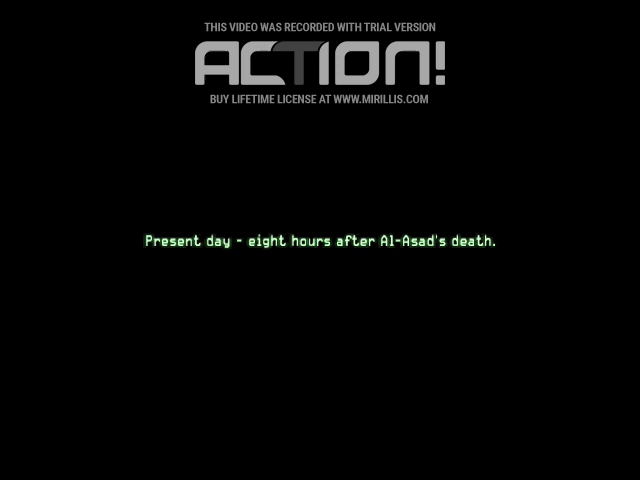 THIS VIDEO WAS RECORDED WITH TRIAL VERSION
ACTION!
BUY LIFETIME LICENSE AT WWW.MIRILLIS.COM
Present day - eight hours after Al-Asad's death.